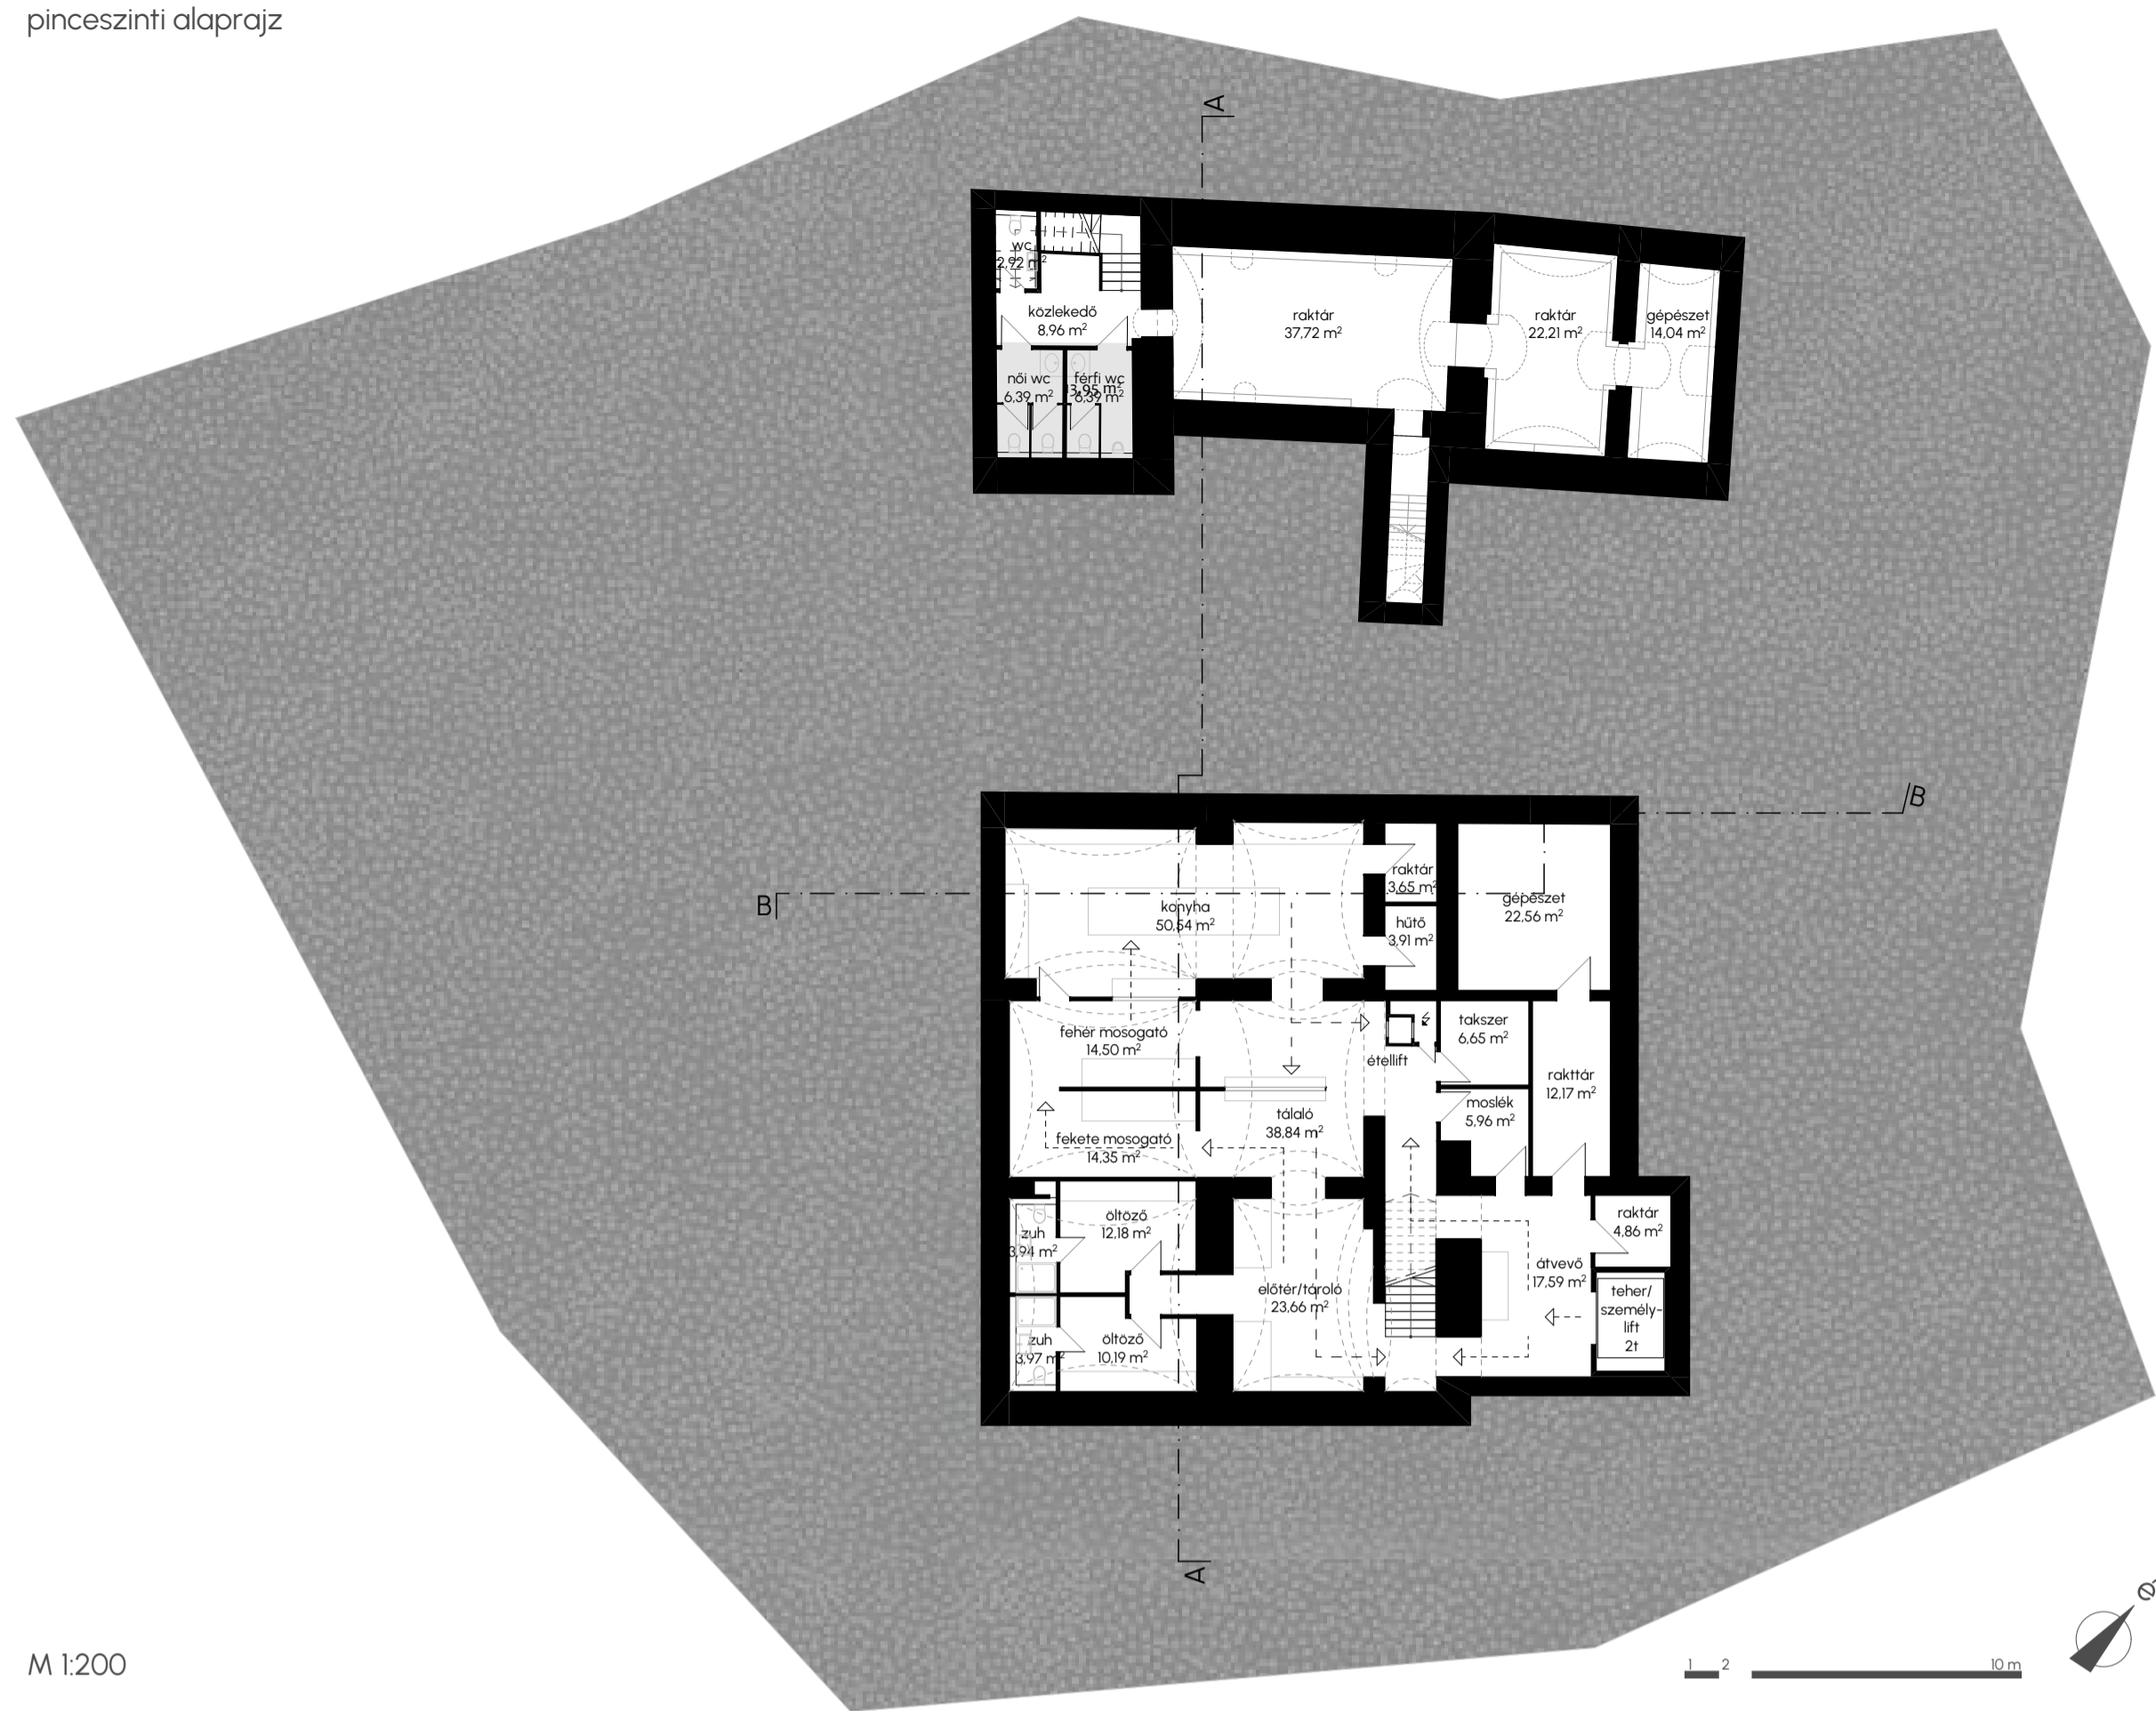 pinceszinti alaprajz
A
wc
2,92 m²
közlekedő
8,96 m²
raktár
37,72 m²
raktár
22,21 m²
gépészet
14,04 m²
női wc
6,39 m²
férfi wc
13,95 m²
6,39 m²
B
B
raktár
3,65 m²
konyha
50,54 m²
hűtő
3,91 m²
gépészet
22,56 m²
fehér mosogató
14,50 m²
ételllift
takszer
6,65 m²
rakttár
12,17 m²
moslék
5,96 m²
tálaló
38,84 m²
fekete mosogató
14,35 m²
zuh
3,94 m²
öltöző
12,18 m²
raktár
4,86 m²
átvevő
17,59 m²
előtér/tároló
23,66 m²
teher/
személy-
lift
2t
zuh
3,97 m²
öltöző
10,19 m²
A
M 1:200
1 2 10 m